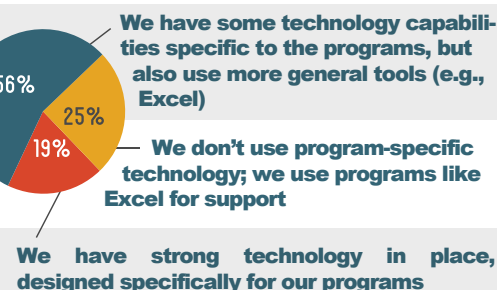 We have some technology capabili-
ties specific to the programs, but
also use more general tools (e.g.,
Excel)
56%
25%
19%
We don't use program-specific
technology; we use programs like
Excel for support
We have strong technology in place,
designed specifically for our programs